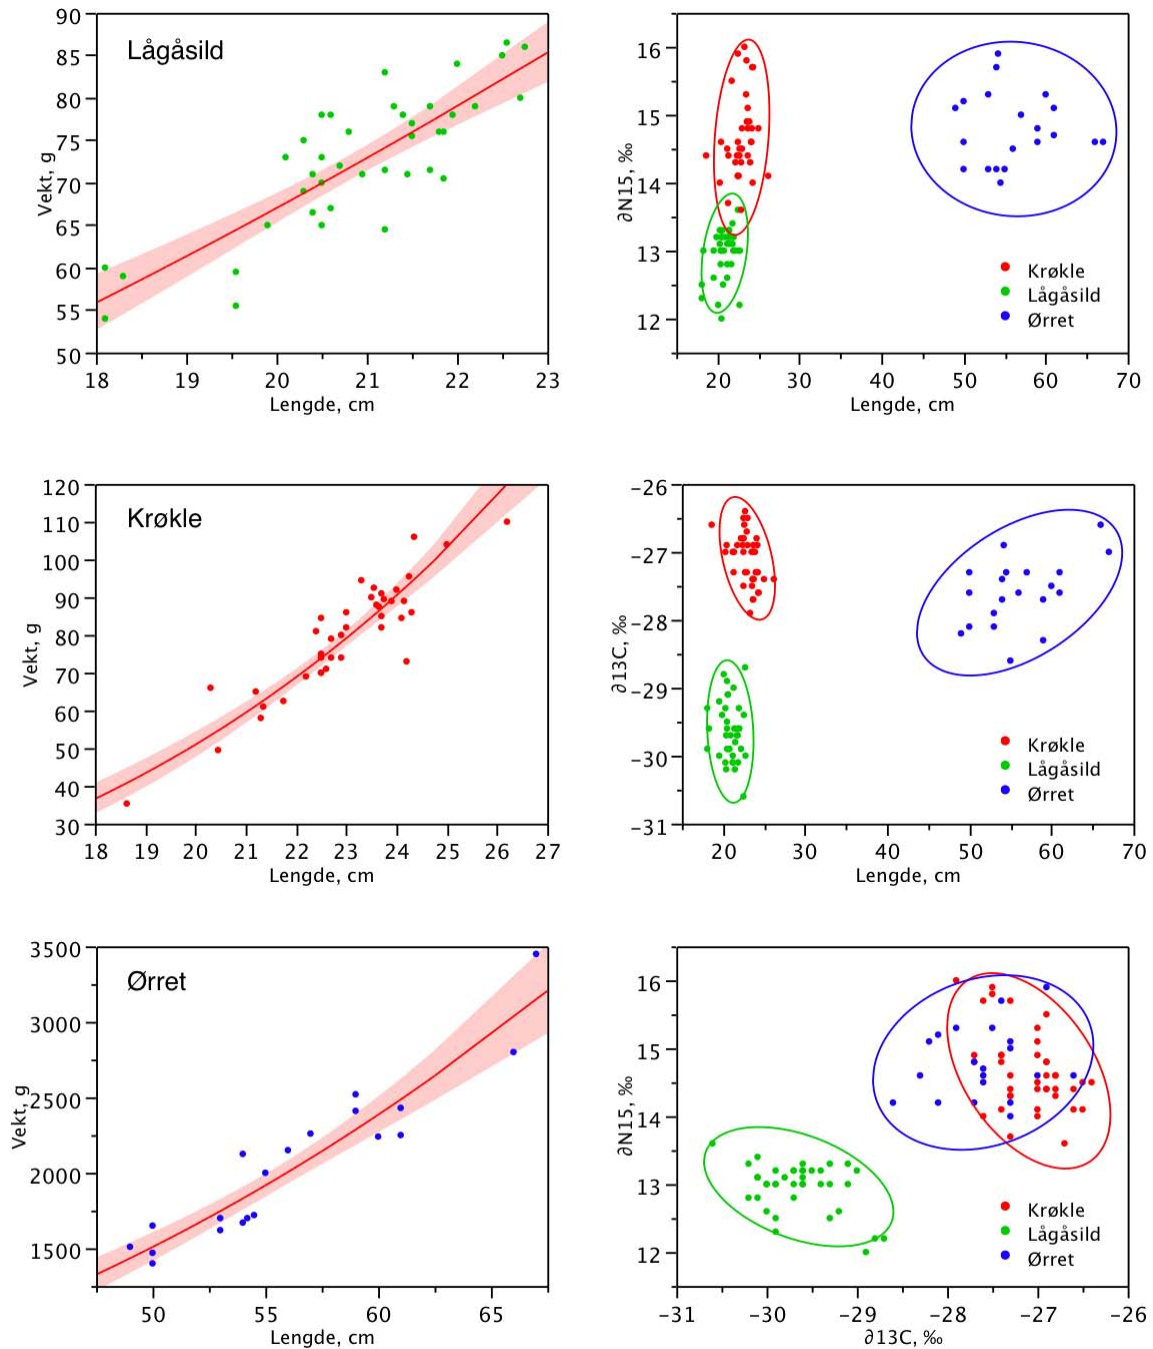 90
85
80
75
70
65
60
55
50
Vekt, g
Lågåsild
18 19 20 21 22 23
Lengde, cm
16
15
14
13
12
∂N15, ‰
Krøkle
Lågåsild
Ørret
20 30 40 50 60 70
Lengde, cm
120
110
100
90
80
70
60
50
40
30
Vekt, g
Krøkle
18 19 20 21 22 23 24 25 26 27
Lengde, cm
−26
−27
−28
−29
−30
−31
∂13C, ‰
Krøkle
Lågåsild
Ørret
20 30 40 50 60 70
Lengde, cm
3500
3000
2500
2000
1500
Vekt, g
Ørret
50 55 60 65
Lengde, cm
16
15
14
13
12
∂N15, ‰
Krøkle
Lågåsild
Ørret
−31 −30 −29 −28 −27 −26
∂13C, ‰